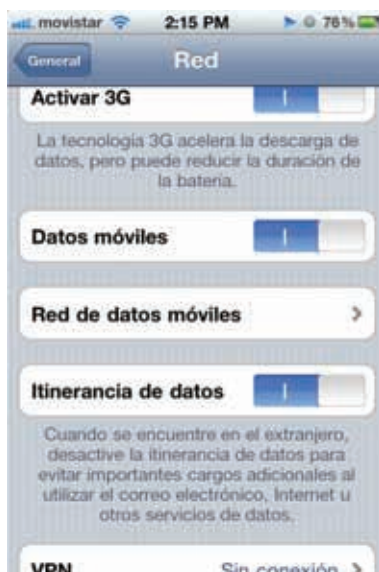 movistar 2:15 PM 76%
General Red
Activar 3G
La tecnología 3G acelera la descarga de
datos, pero puede reducir la duración de
la batería.
Datos móviles
Red de datos móviles
Itinerancia de datos
Cuando se encuentre en el extranjero,
desactive la itinerancia de datos para
evitar importantes cargos adicionales al
utilizar el correo electrónico, Internet u
otros servicios de datos.
VPN Sin conexión